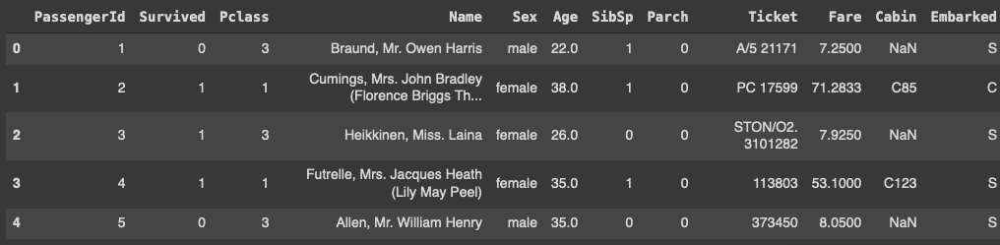 PassengerId Survived Pclass Name Sex Age SibSp Parch Ticket Fare Cabin Embarked
0 1 0 3 Braund, Mr. Owen Harris male 22.0 1 0 A/5 21171 7.2500 NaN S
1 2 1 1 Cumings, Mrs. John Bradley (Florence Briggs Th... female 38.0 1 0 PC 17599 71.2833 C85 C
2 3 1 3 Heikkinen, Miss. Laina female 26.0 0 0 STON/O2. 3101282 7.9250 NaN S
3 4 1 1 Futrelle, Mrs. Jacques Heath (Lily May Peel) female 35.0 1 0 113803 53.1000 C123 S
4 5 0 3 Allen, Mr. William Henry male 35.0 0 0 373450 8.0500 NaN S